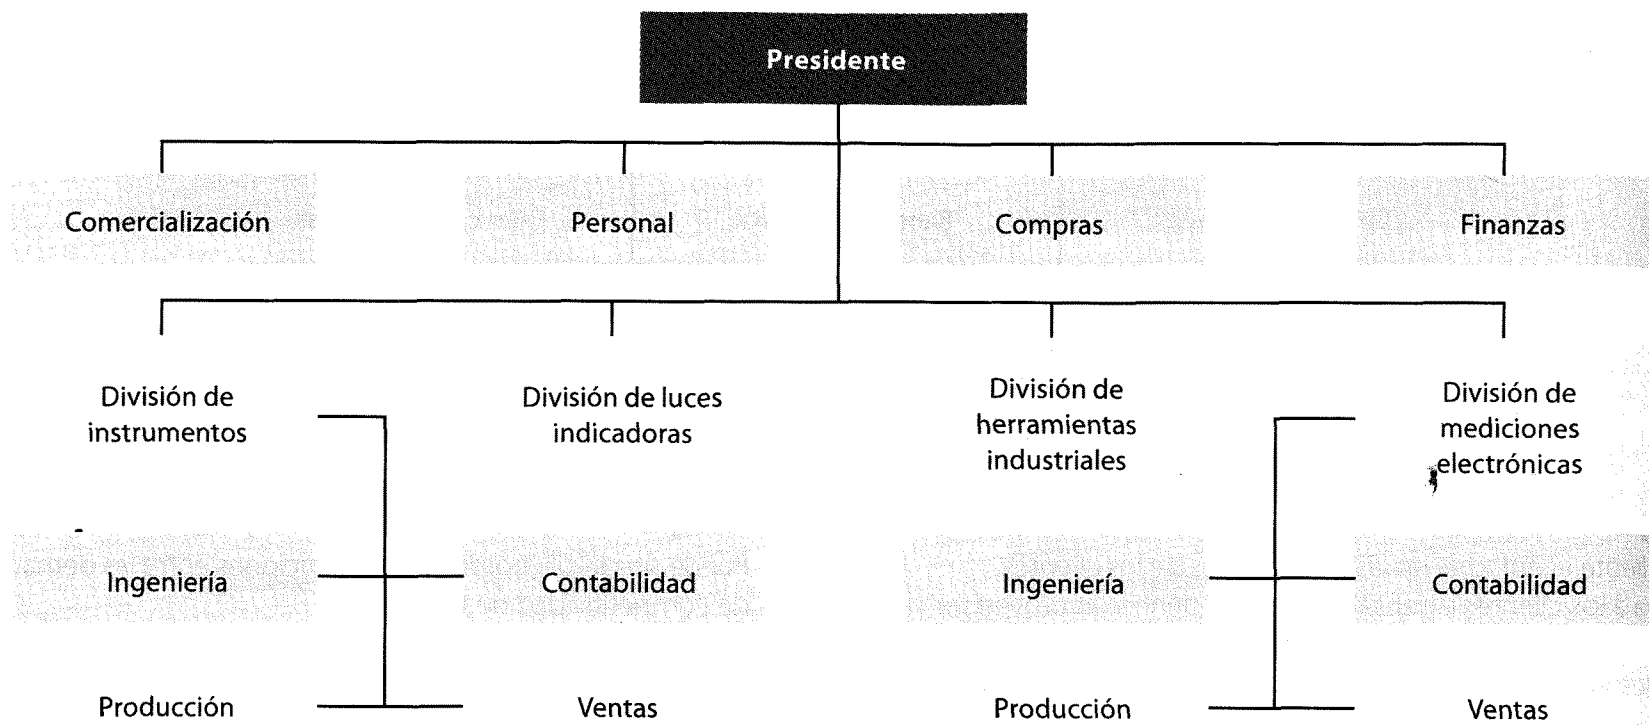 Presidente
Comercialización
Personal
Compras
Finanzas
División de
instrumentos
División de luces
indicadoras
División de
herramientas
industriales
División de
mediciones
electrónicas
Ingeniería
Contabilidad
Ingeniería
Contabilidad
Producción
Ventas
Producción
Ventas